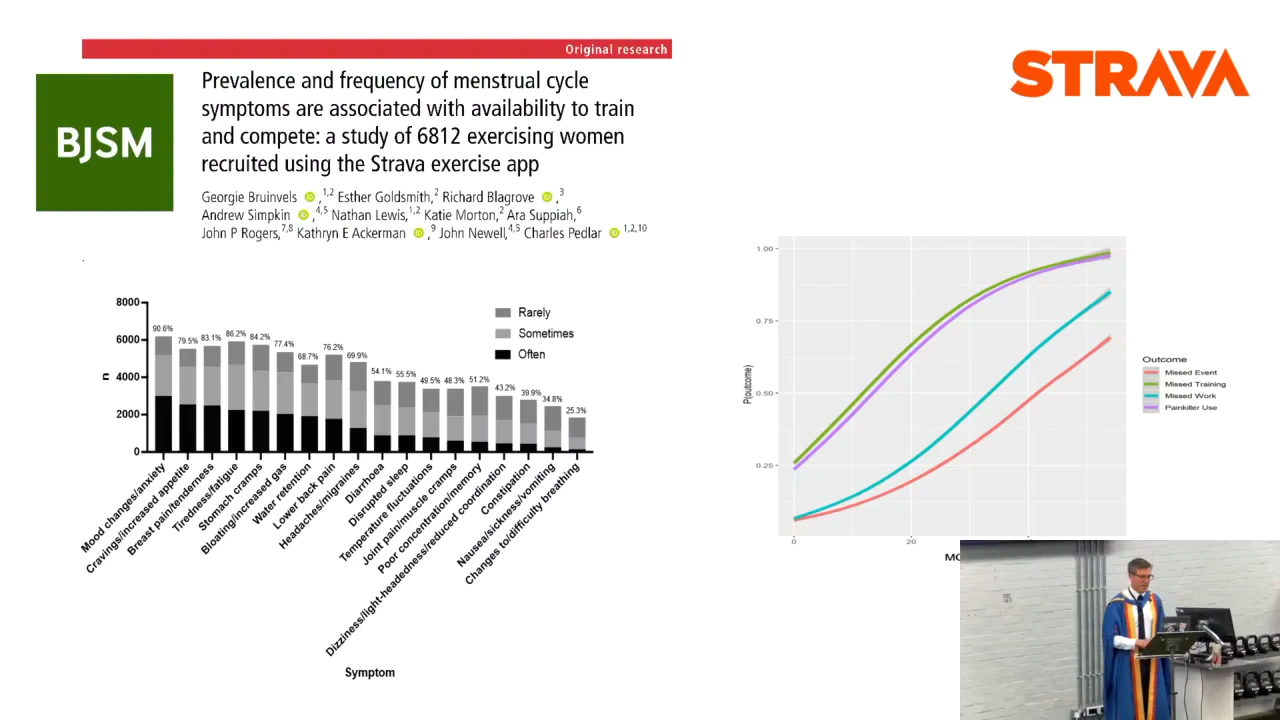 Original research
STRAVA
BJSM
Prevalence and frequency of menstrual cycle
symptoms are associated with availability to train
and compete: a study of 6812 exercising women
recruited using the Strava exercise app
Georgie Bruinvels ,1,2 Esther Goldsmith,2 Richard Blagrove ,3
Andrew Simpkin ,4,5 Nathan Lewis,1,2 Katie Morton,2 Ara Suppiah,6
John P Rogers,7,8 Kathryn E Ackerman ,9 John Newell,4,5 Charles Pedlar 1,2,10
8000
6000
4000
2000
0
n
90.6%
79.5%
83.1%
86.2%
84.2%
77.4%
68.7%
76.2%
69.9%
54.1%
55.5%
49.5%
48.3%
51.2%
43.2%
39.9%
34.8%
25.3%
Rarely
Sometimes
Often
Mood changes/anxiety
Cravings/increased appetite
Breast pain/tenderness
Tiredness/fatigue
Stomach cramps
Bloating/increased gas
Water retention
Lower back pain
Headaches/migraines
Diarrhoea
Disrupted sleep
Temperature fluctuations
Joint pain/muscle cramps
Poor concentration/memory
Dizziness/light-headedness/reduced coordination
Constipation
Nausea/sickness/vomiting
Changes to/difficulty breathing
Symptom
1.00
0.75
0.50
0.25
P(outcome)
0
20
Outcome
Missed Event
Missed Training
Missed Work
Painkiller Use